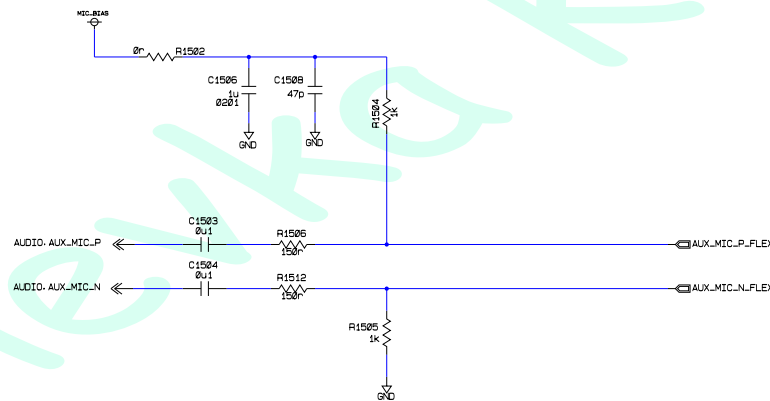 MIC_BIAS
0r R1502
C1506
1u
0201
GND
C1508
47p
GND
R1504
1k
AUDIO.AUX_MIC_P
C1503
0u1
R1506
150r
AUX_MIC_P_FLEX
AUDIO.AUX_MIC_N
C1504
0u1
R1512
150r
AUX_MIC_N_FLEX
R1505
1k
GND